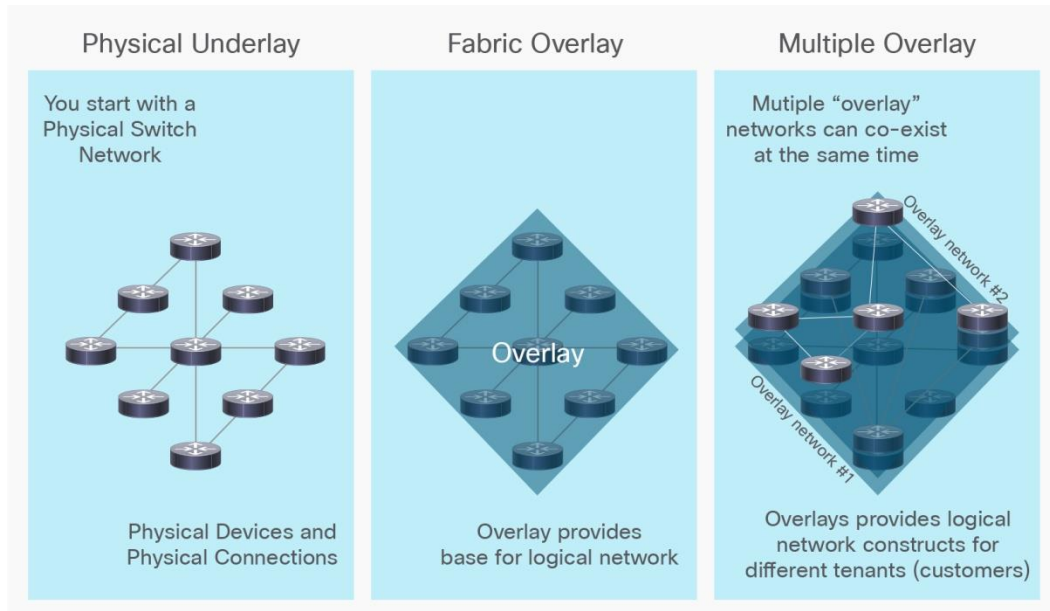 Physical Underlay
You start with a
Physical Switch
Network
Physical Devices and
Physical Connections
Fabric Overlay
Overlay
Overlay provides
base for logical network
Multiple Overlay
Mutiple “overlay”
networks can co-exist
at the same time
Overlay network #2
Overlay network #1
Overlays provides logical
network constructs for
different tenants (customers)